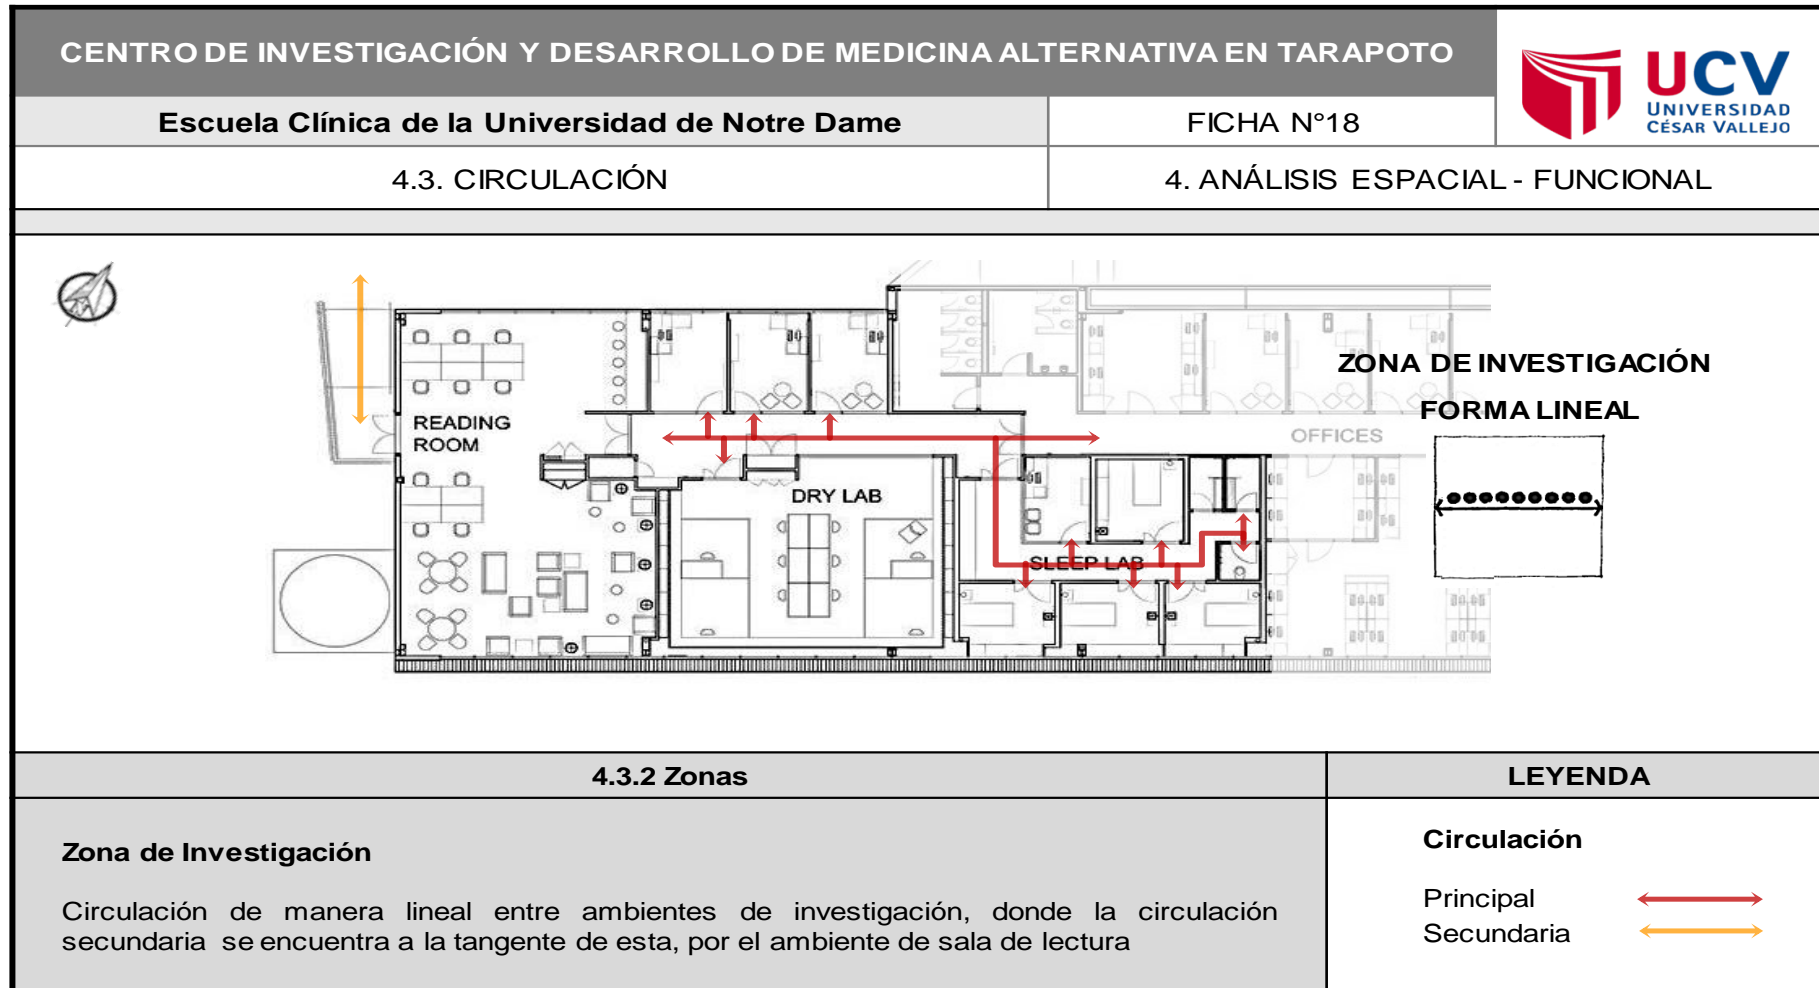 CENTRO DE INVESTIGACIÓN Y DESARROLLO DE MEDICINA ALTERNATIVA EN TARAPOTO
UCV
UNIVERSIDAD
CÉSAR VALLEJO
Escuela Clínica de la Universidad de Notre Dame
FICHA N°18
4.3. CIRCULACIÓN
4. ANÁLISIS ESPACIAL - FUNCIONAL
ZONA DE INVESTIGACIÓN
FORMA LINEAL
READING
ROOM
OFFICES
DRY LAB
SLEEP LAB
4.3.2 Zonas
LEYENDA
Zona de Investigación
Circulación de manera lineal entre ambientes de investigación, donde la circulación
secundaria se encuentra a la tangente de esta, por el ambiente de sala de lectura
Circulación
Principal
Secundaria